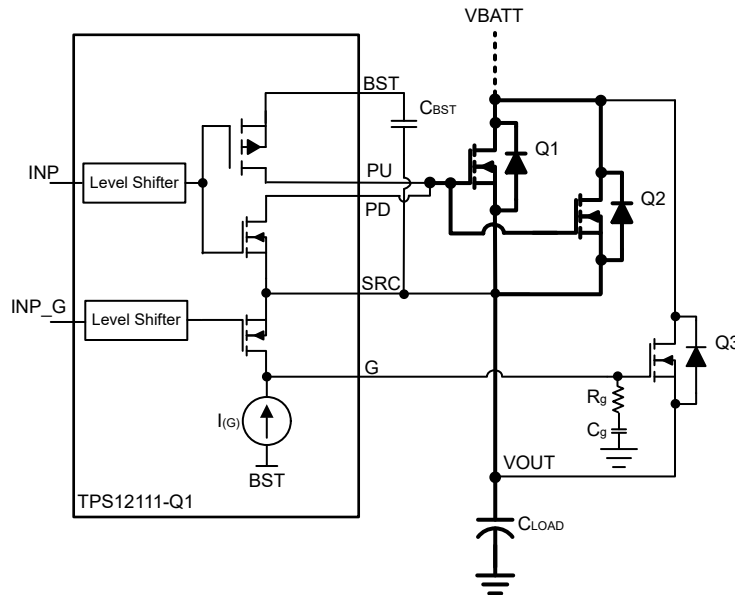 VBATT
BST
CBST
Q1
INP
Level Shifter
PU
PD
Q2
SRC
INP_G
Level Shifter
Q3
G
Rg
Cg
I(G)
VOUT
BST
TPS12111-Q1
CLOAD